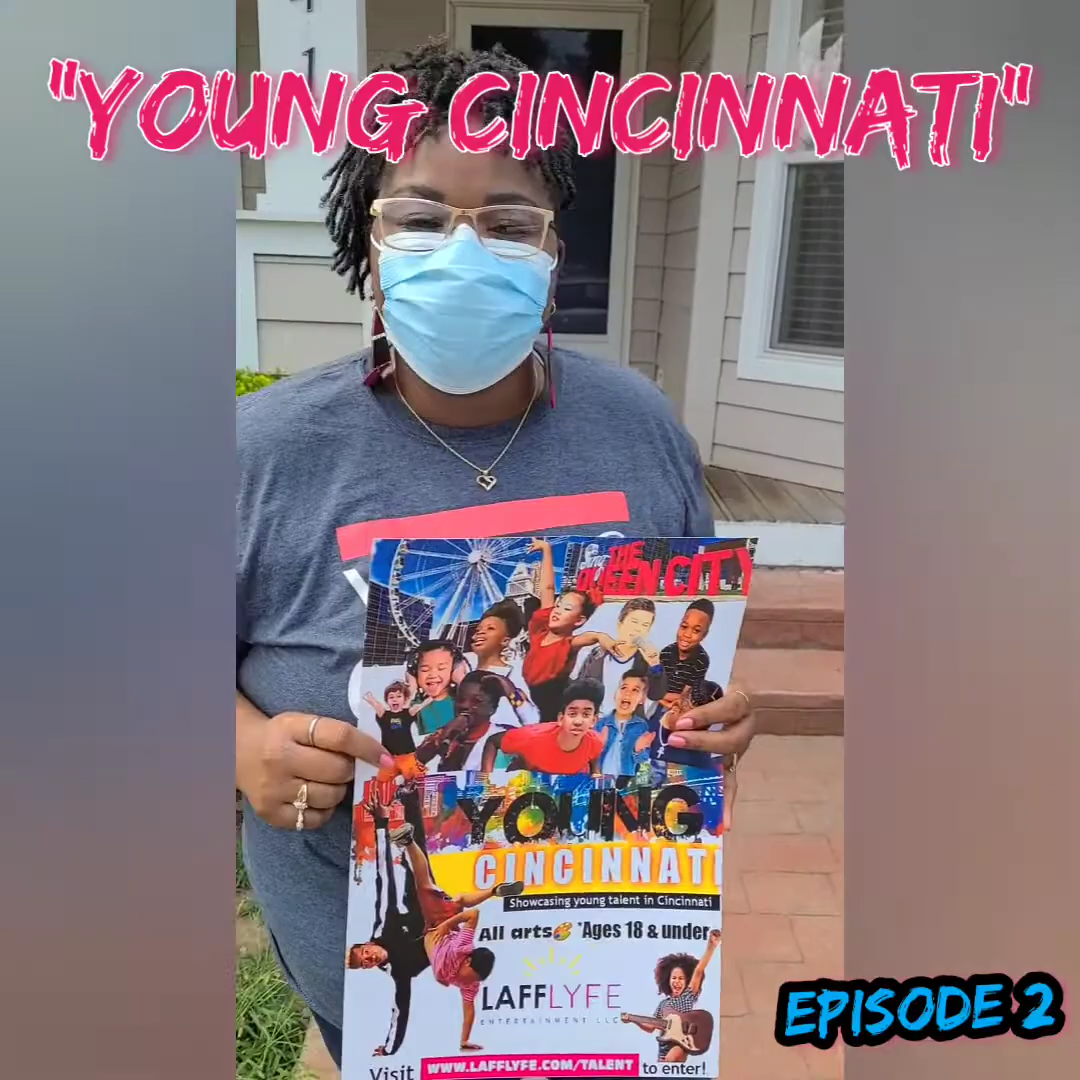 "YOUNG CINCINNATI"
1
THE
QUEEN CITY
YOUNG
CINCINNATI
Showcasing young talent in Cincinnati
All arts *Ages 18 & under
LAFFLYFE
ENTERTAINMENT LLC
Visit WWW.LAFFLYFE.COM/TALENT to enter!
EPISODE 2